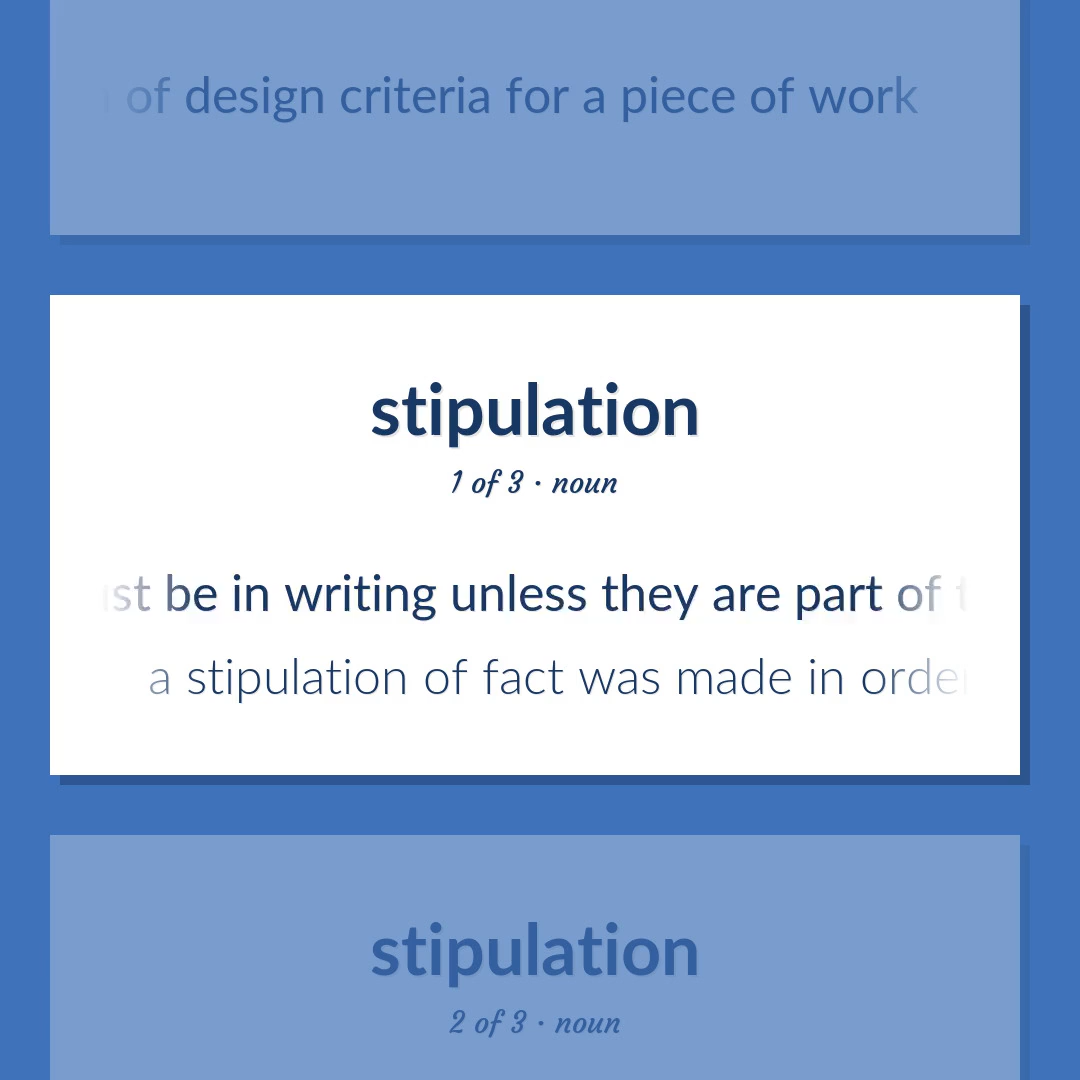 of design criteria for a piece of work
stipulation
1 of 3 · noun
be in writing unless they are part of
a stipulation of fact was made in
stipulation
2 of 3 · noun